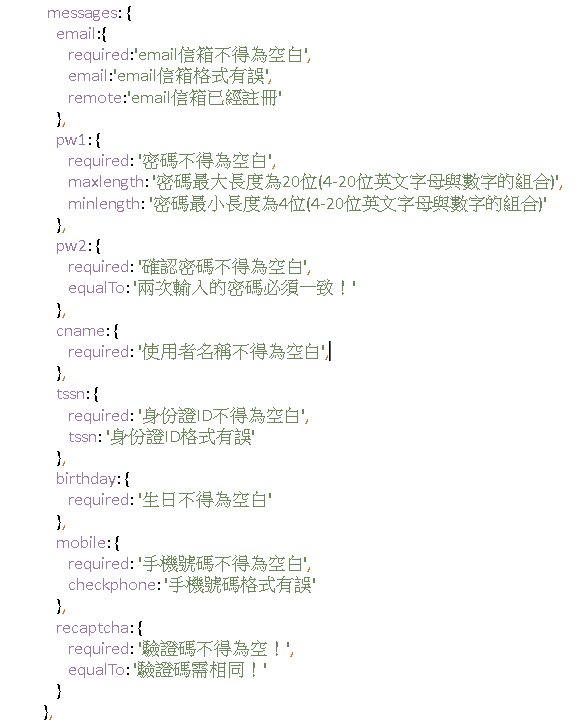 messages:{
email:{
required:'email信箱不得為空白',
email:'email信箱格式有誤',
remote:'email信箱已經註冊'
},
pw1:{
required: '密碼不得為空白',
maxlength:'密碼最大長度為20位(4-20位英文字母與數字的組合)',
minlength: '密碼最小長度為4位(4-20位英文字母與數字的組合)'
},
pw2:{
required: '確認密碼不得為空白',
equalTo:'兩次輸入的密碼必須一致！'
},
cname:{
required: '使用者名稱不得為空白',
},
tssn:{
required: '身份證ID不得為空白',
tssn: '身份證ID格式有誤'
},
birthday:{
required: '生日不得為空白'
},
mobile:{
required: '手機號碼不得為空白',
checkphone: '手機號碼格式有誤'
},
recaptcha:{
required: '驗證碼不得為空！',
equalTo:'驗證碼需相同！'
}
},